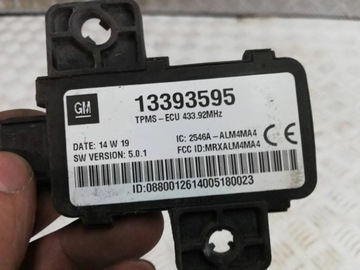 GM
13393595
TPMS-ECU 433.92MHz
DATE: 14 W 19
IC: 2546A-ALM4MA4
SW VERSION: 5.0.1
FCC ID:MRXALM4MA4
ID:0880012614005180023